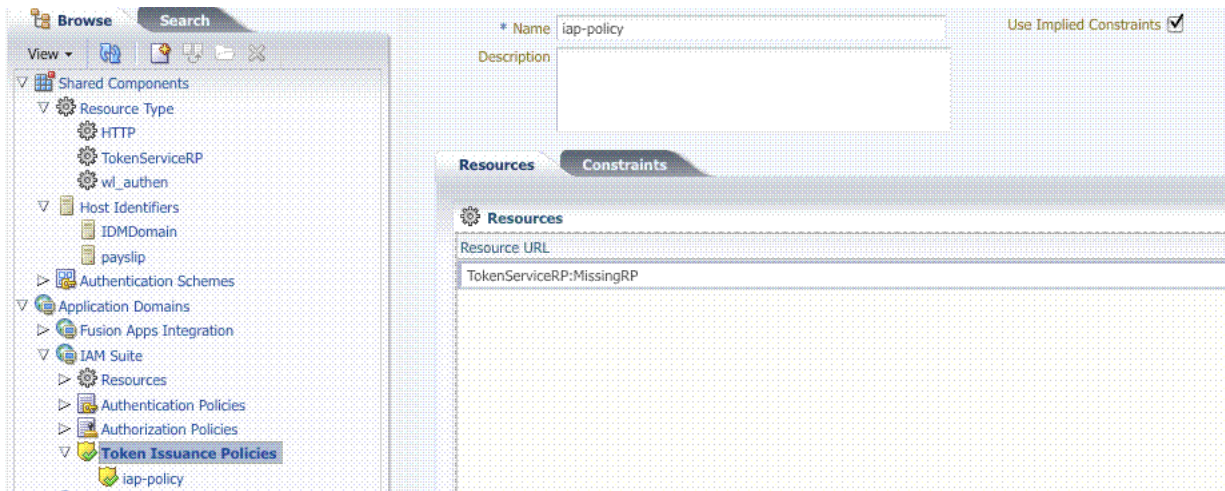 Browse
Search
View
Shared Components
Resource Type
HTTP
TokenServiceRP
wl_authen
Host Identifiers
IDMDomain
payslip
Authentication Schemes
Application Domains
Fusion Apps Integration
IAM Suite
Resources
Authentication Policies
Authorization Policies
Token Issuance Policies
iap-policy
* Name iap-policy
Use Implied Constraints
Description
Resources
Constraints
Resources
Resource URL
TokenServiceRP:MissingRP